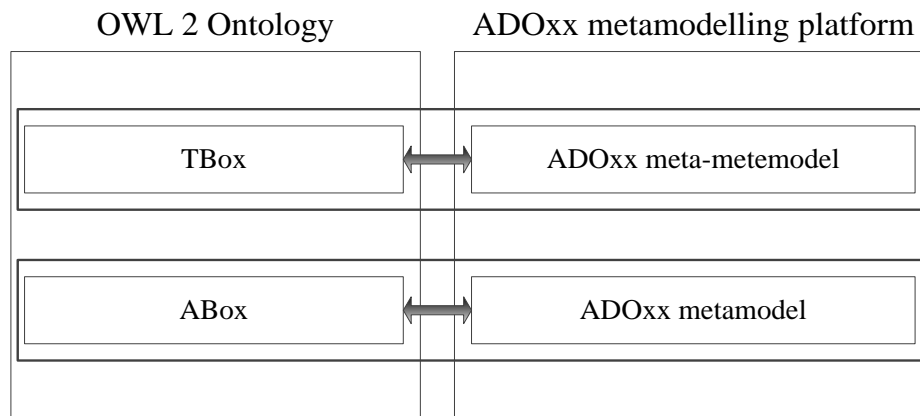 OWL 2 Ontology
ADOxx metamodelling platform
TBox
ADOxx meta-metemodel
ABox
ADOxx metamodel